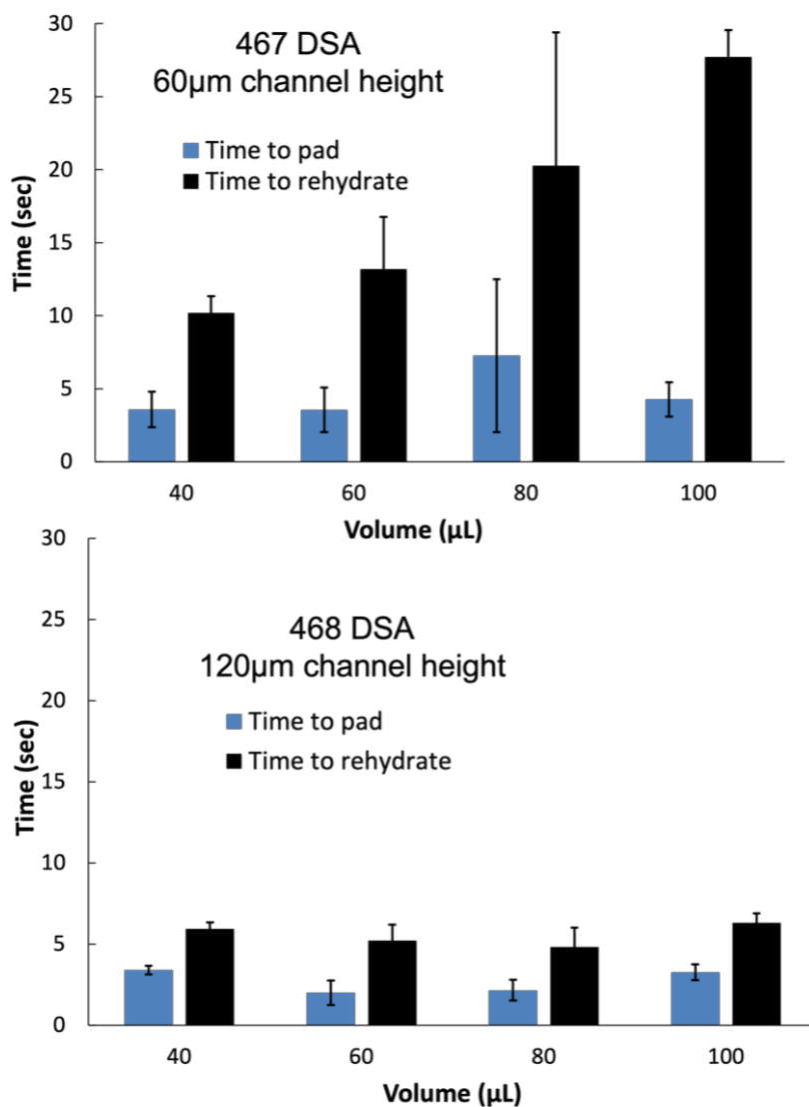 467 DSA
60µm channel height
Time to pad
Time to rehydrate
Time (sec)
30
25
20
15
10
5
0
40 60 80 100
Volume (µL)
468 DSA
120µm channel height
Time to pad
Time to rehydrate
Time (sec)
30
25
20
15
10
5
0
40 60 80 100
Volume (µL)